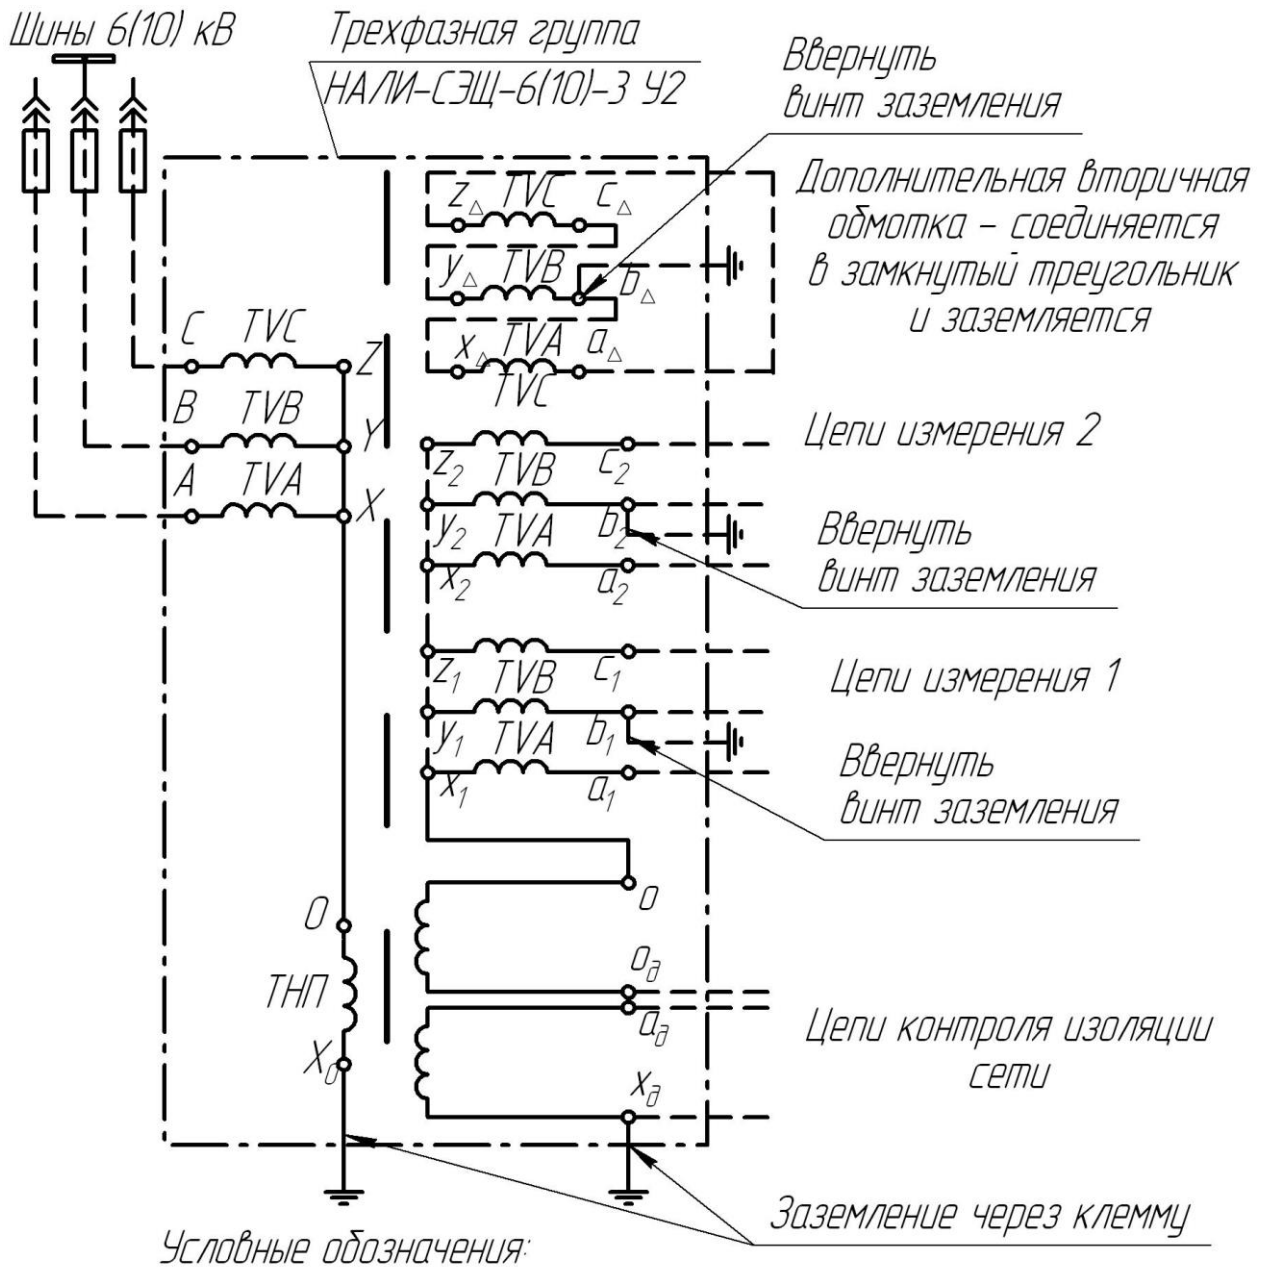 Шины 6(10) кВ
Трехфазная группа
НАЛИ-СЭЩ-6(10)-3 У2
Ввернуть
винт заземления
Дополнительная вторичная
обмотка - соединяется
в замкнутый треугольник
и заземляется
z△ TVC c△
y△ TVB b△
x△ TVA a△
C TVC Z
B TVB Y
A TVA X
TVC
Цепи измерения 2
z2 TVB c2
y2 TVA b2
x2 a2
Ввернуть
винт заземления
z1 TVB c1
Цепи измерения 1
y1 TVA b1
x1 a1
Ввернуть
винт заземления
O
o
ТНП
oд
aд
X0
xд
Цепи контроля изоляции
сети
Заземление через клемму
Условные обозначения: